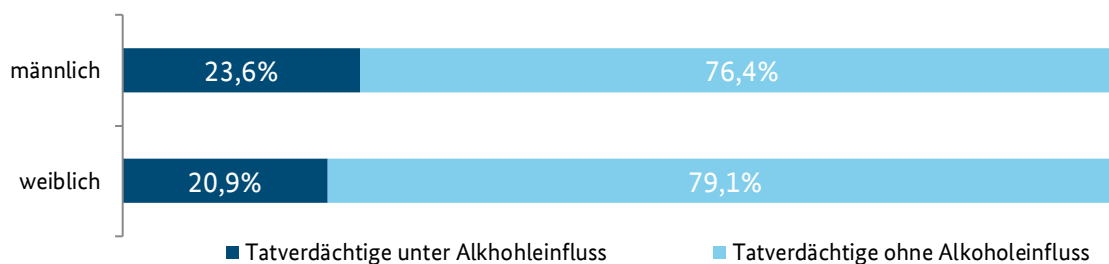 männlich 23,6% 76,4%
weiblich 20,9% 79,1%
Tatverdächtige unter Alkhohleinfluss Tatverdächtige ohne Alkoholeinfluss